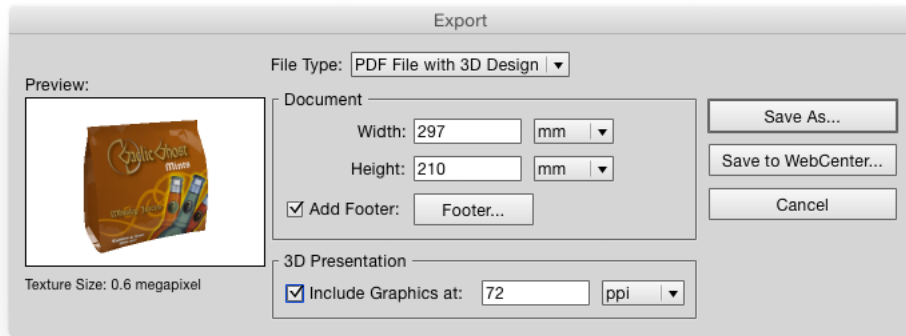 Export
File Type: PDF File with 3D Design
Preview:
Document
Width: 297 mm
Height: 210 mm
Add Footer: Footer...
Save As...
Save to WebCenter...
Cancel
Mints
3D Presentation
Include Graphics at: 72 ppi
Texture Size: 0.6 megapixel